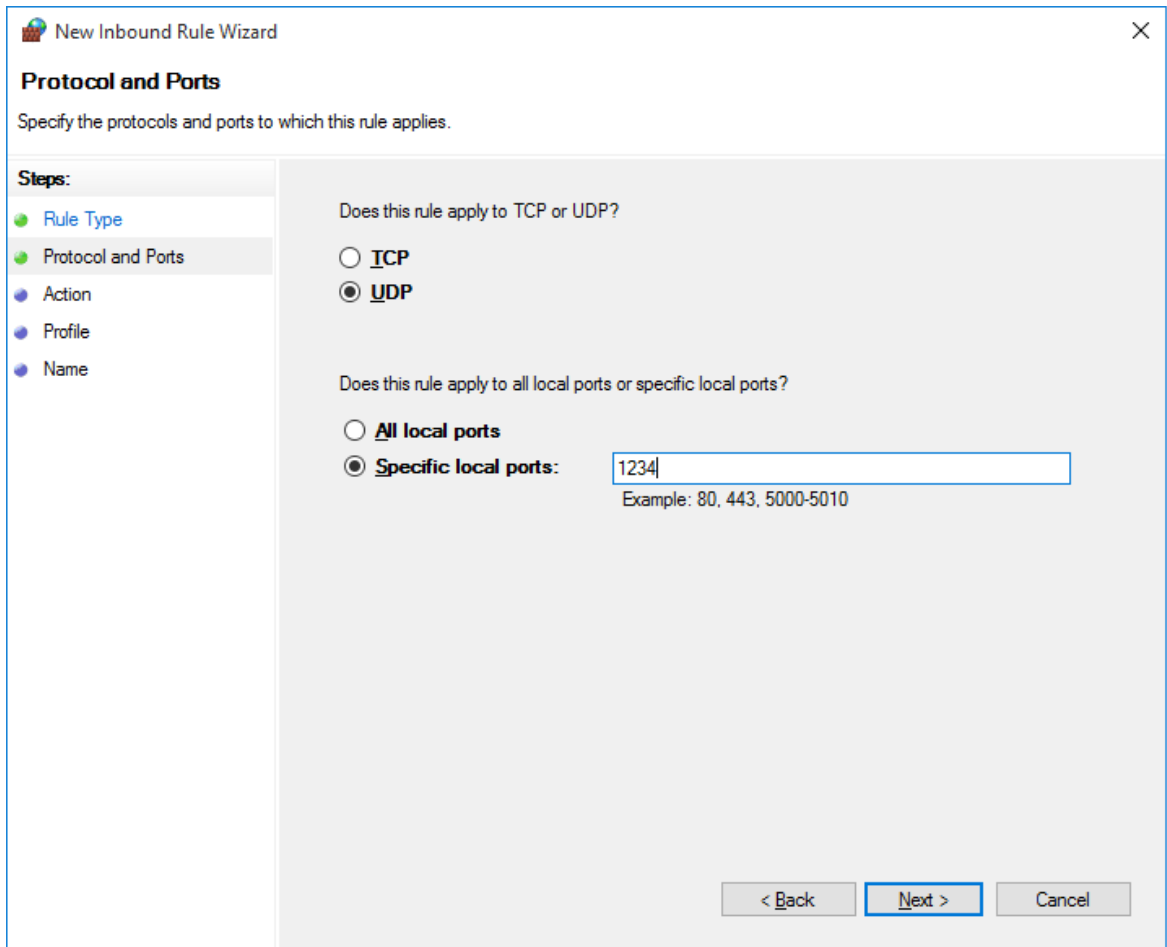 New Inbound Rule Wizard
Protocol and Ports
Specify the protocols and ports to which this rule applies.
Steps:
Rule Type
Protocol and Ports
Action
Profile
Name
Does this rule apply to TCP or UDP?
TCP
UDP
Does this rule apply to all local ports or specific local ports?
All local ports
Specific local ports: 1234
Example: 80, 443, 5000-5010
< Back Next > Cancel